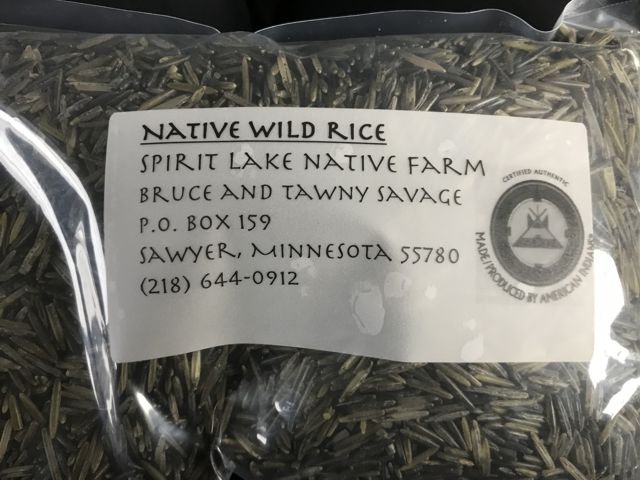 NATIVE WILD RICE
SPIRIT LAKE NATIVE FARM
BRUCE AND TAWNY SAVAGE
P.O. BOX 159
SAWYER, MINNESOTA 55780
(218) 644-0912
CERTIFIED AUTHENTIC
MADE/PRODUCED BY AMERICAN INDIANS